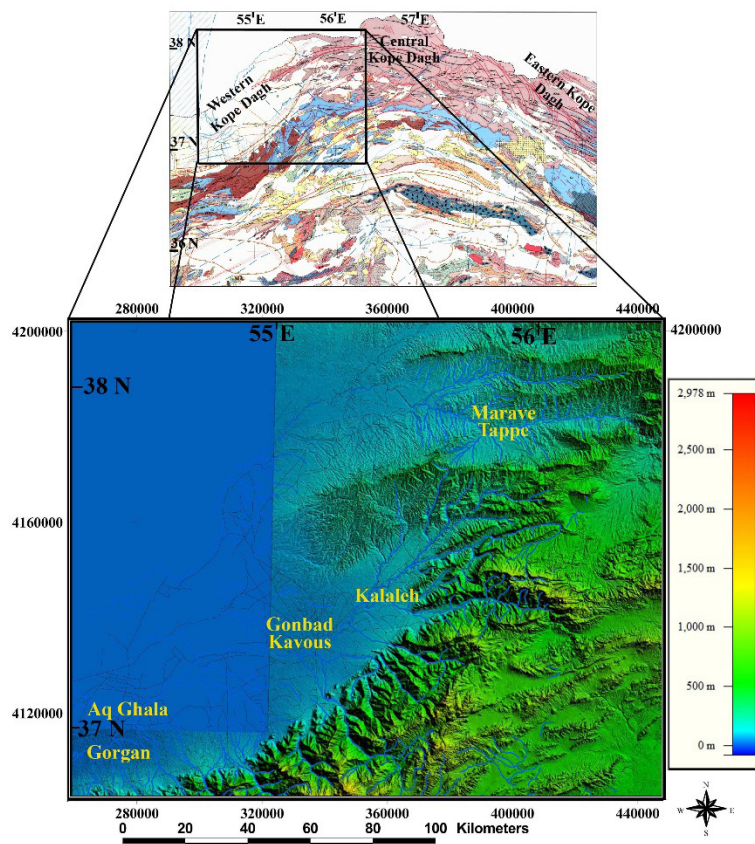 55 E
56 E
57 E
38 N
Central
Kope Dagh
Eastern Kope
Dagh
Western
Kope Dagh
37 N
36 N
280000
320000
360000
400000
440000
4200000
55 E
56 E
4200000
38 N
Marave
Tappe
2,978 m
2,500 m
2,000 m
1,500 m
1,000 m
500 m
0 m
4160000
Kalaleh
Gonbad
Kavous
Aq Ghala
4120000
37 N
Gorgan
280000
320000
360000
400000
440000
N
W
E
S
0
20
40
60
80
100
Kilometers